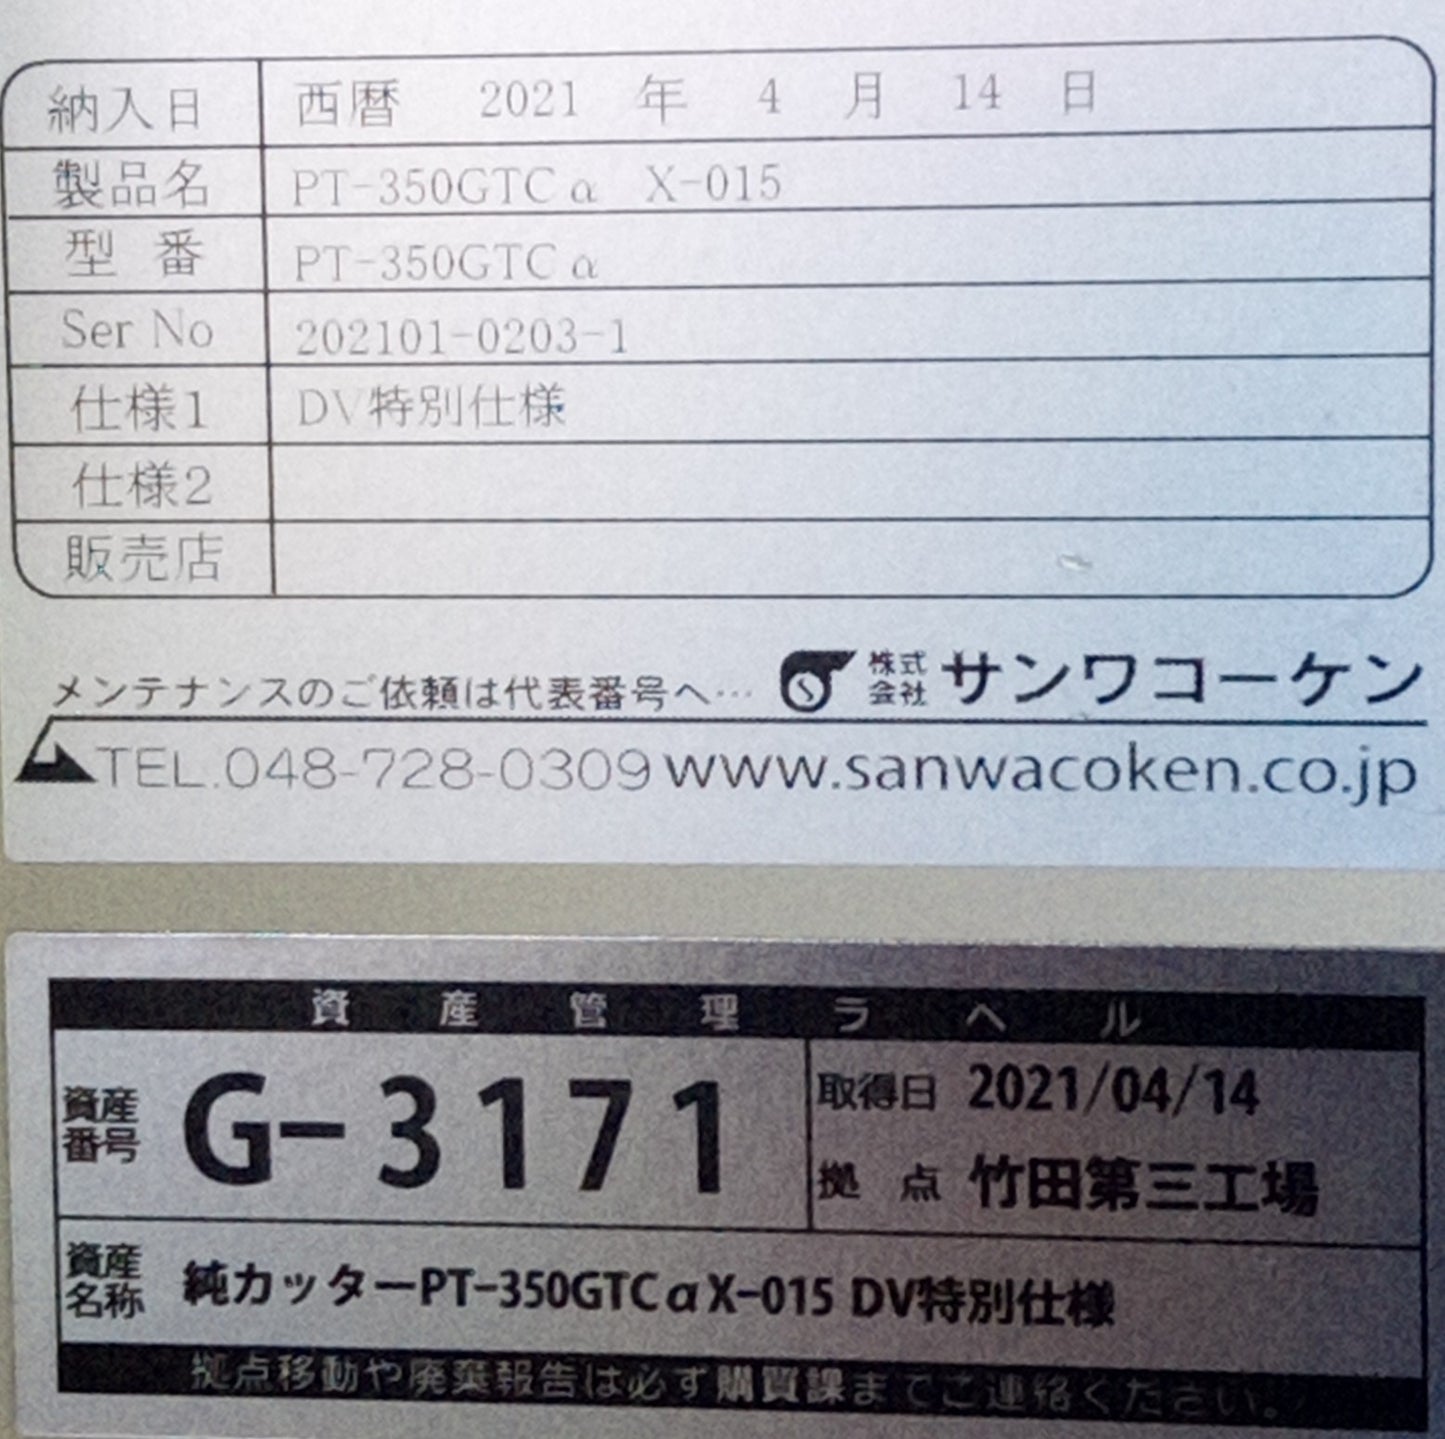 納入日 西暦 2021 年 4 月 14 日
製品名 PT-350GTCα X-015
型 番 PT-350GTCα
Ser No 202101-0203-1
仕様1 DV特別仕様
仕様2
販売店
メンテナンスのご依頼は代表番号へ… 株式会社 サンワコーケン
TEL.048-728-0309 www.sanwacoken.co.jp
資産管理ラベル
資産番号 G-3171 取得日 2021/04/14
拠 点 竹田第三工場
資産名称 純カッターPT-350GTCαX-015 DV特別仕様
拠点移動や廃棄報告は必ず購買課までご連絡ください。